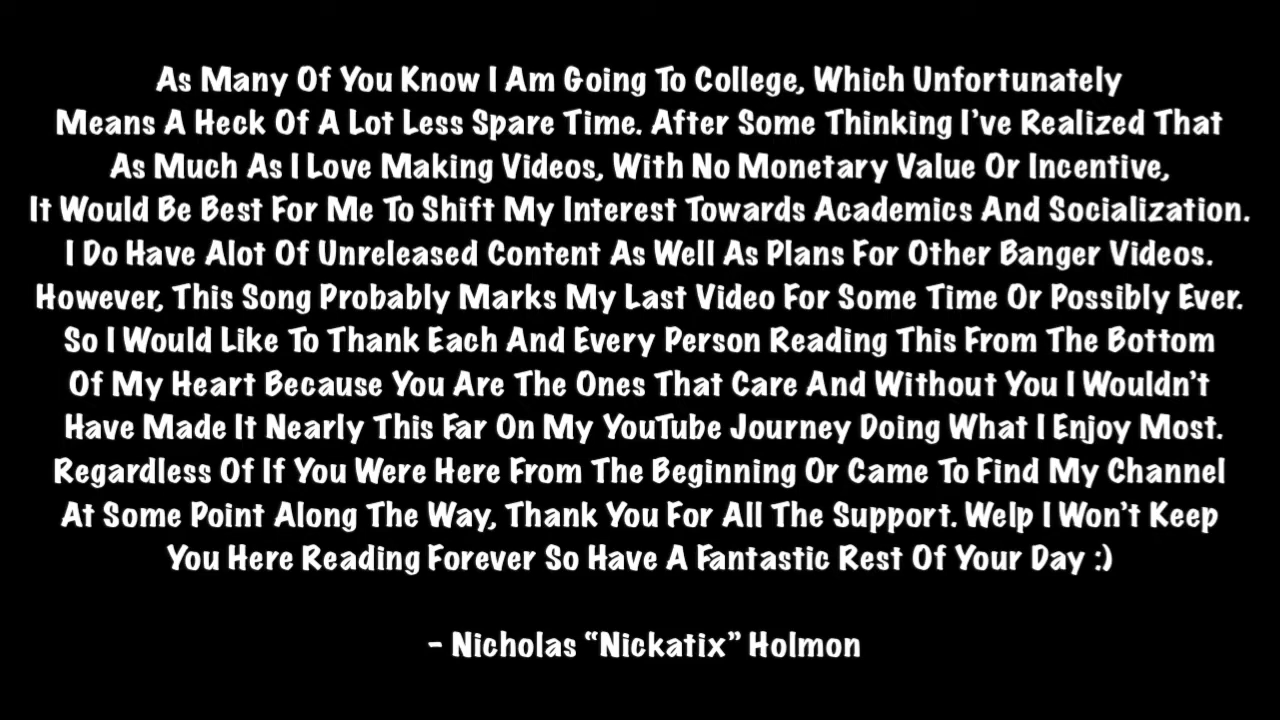 As Many Of You Know I Am Going To College, Which Unfortunately
Means A Heck Of A Lot Less Spare Time. After Some Thinking I've Realized That
As Much As I Love Making Videos, With No Monetary Value Or Incentive,
It Would Be Best For Me To Shift My Interest Towards Academics And Socialization.
I Do Have Alot Of Unreleased Content As Well As Plans For Other Banger Videos.
However, This Song Probably Marks My Last Video For Some Time Or Possibly Ever.
So I Would Like To Thank Each And Every Person Reading This From The Bottom
Of My Heart Because You Are The Ones That Care And Without You I Wouldn't
Have Made It Nearly This Far On My YouTube Journey Doing What I Enjoy Most.
Regardless Of If You Were Here From The Beginning Or Came To Find My Channel
At Some Point Along The Way, Thank You For All The Support. Welp I Won't Keep
You Here Reading Forever So Have A Fantastic Rest Of Your Day :)
- Nicholas “Nickatix” Holmon